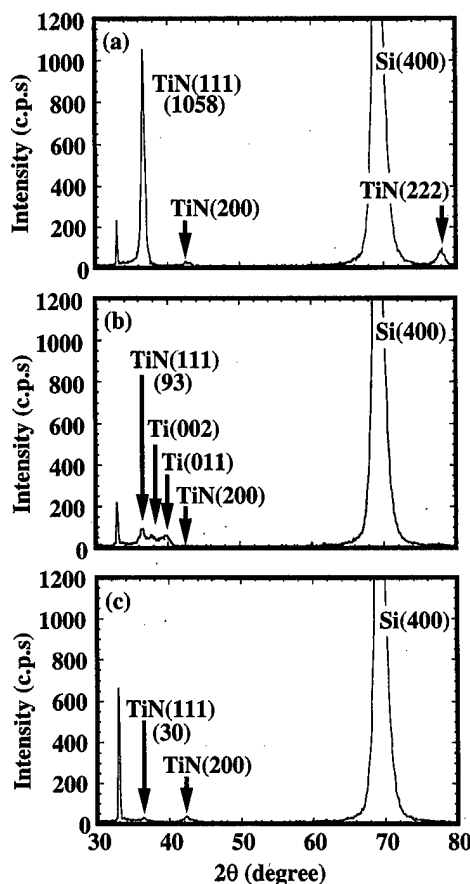 (a)
TiN(111)
(1058)
TiN(200)
Si(400)
TiN(222)
Intensity (c.p.s)
1200
1000
800
600
400
200
0
(b)
TiN(111)
(93)
Ti(002)
Ti(011)
TiN(200)
Si(400)
Intensity (c.p.s)
1200
1000
800
600
400
200
0
(c)
TiN(111)
(30)
TiN(200)
Si(400)
Intensity (c.p.s)
1200
1000
800
600
400
200
0
30 40 50 60 70 80
2θ (degree)